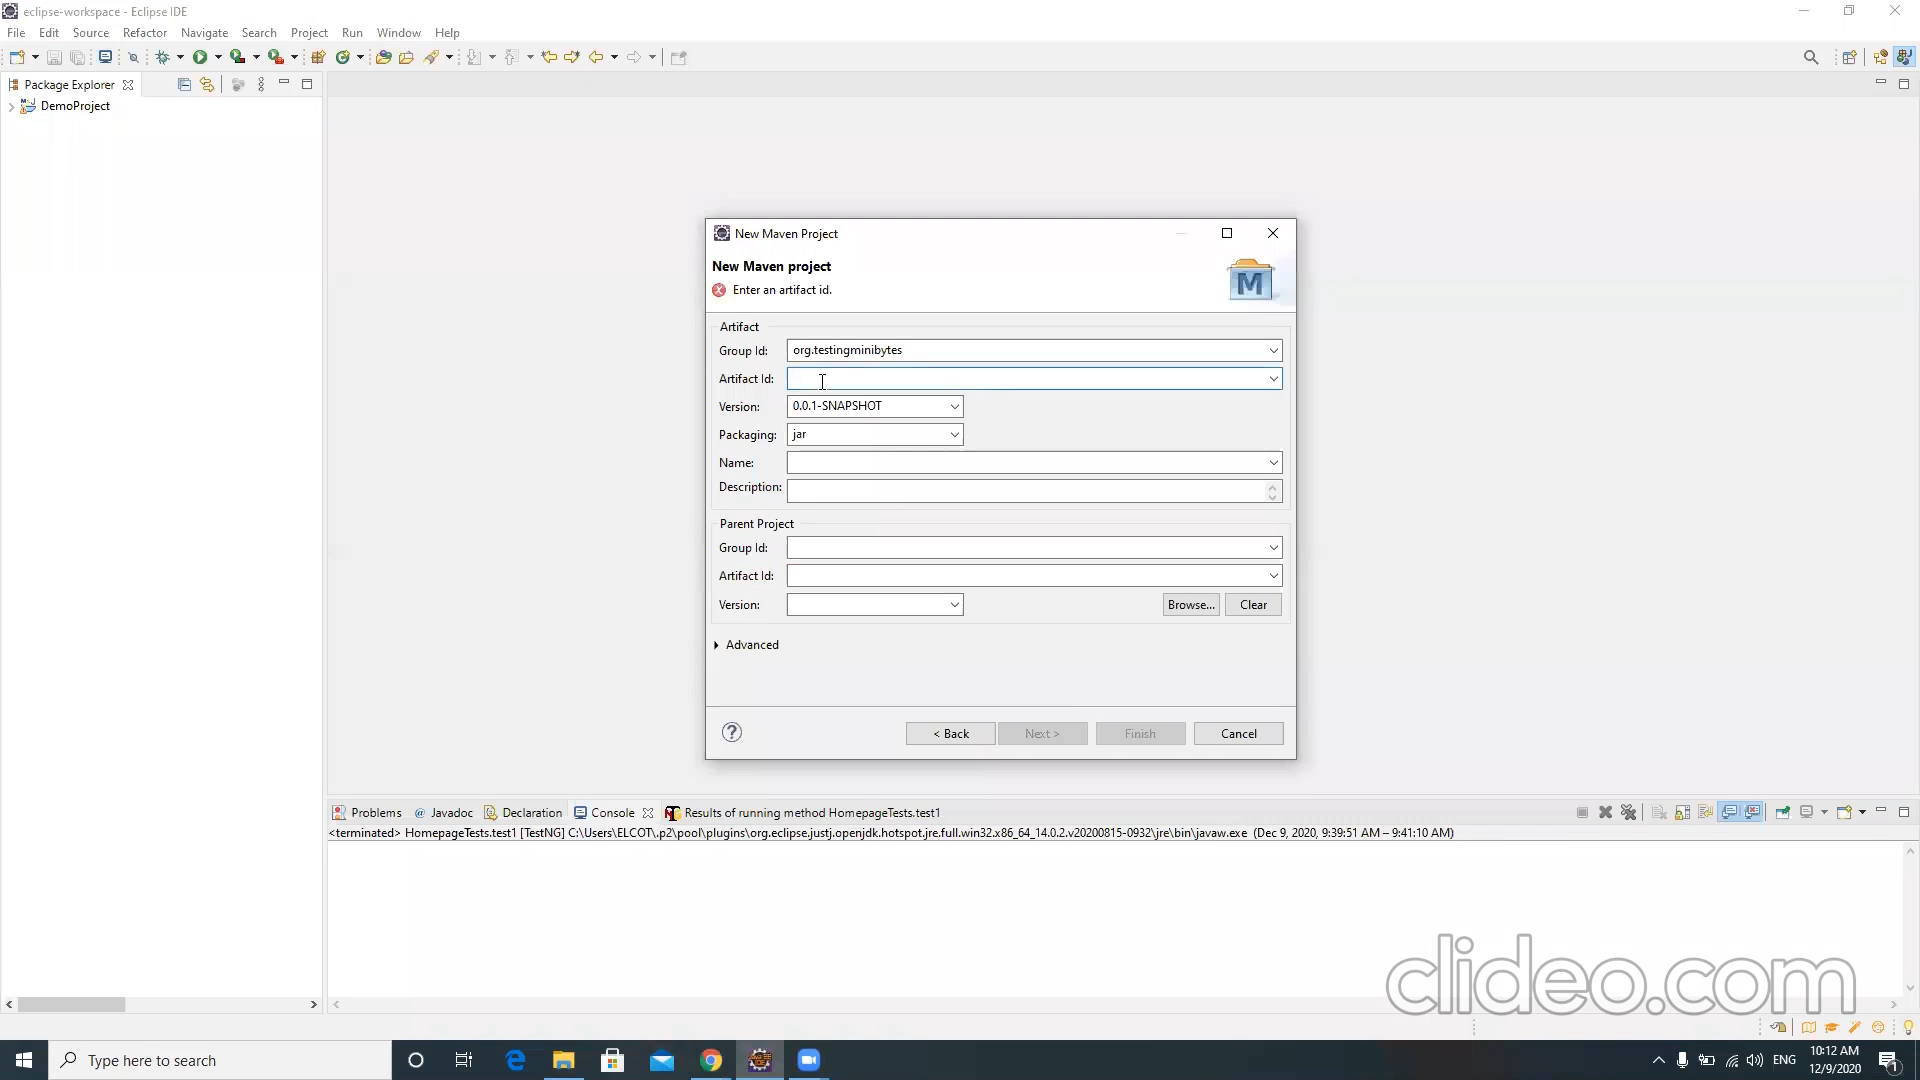 eclipse-workspace - Eclipse IDE
File Edit Source Refactor Navigate Search Project Run Window Help
Package Explorer
DemoProject
New Maven Project
New Maven project
Enter an artifact id.
M
Artifact
Group Id: org.testingminibytes
Artifact Id:
Version: 0.0.1-SNAPSHOT
Packaging: jar
Name:
Description:
Parent Project
Group Id:
Artifact Id:
Version: Browse... Clear
Advanced
< Back Next > Finish Cancel
Problems Javadoc Declaration Console Results of running method HomepageTests.test1
<terminated> HomepageTests.test1 [TestNG] C:\Users\ELCOT\.p2\pool\plugins\org.eclipse.justj.openjdk.hotspot.jre.full.win32.x86_64_14.0.2.v20200815-0932\jre\bin\javaw.exe (Dec 9, 2020, 9:39:51 AM – 9:41:10 AM)
clideo.com
Type here to search
ENG
10:12 AM
12/9/2020
1